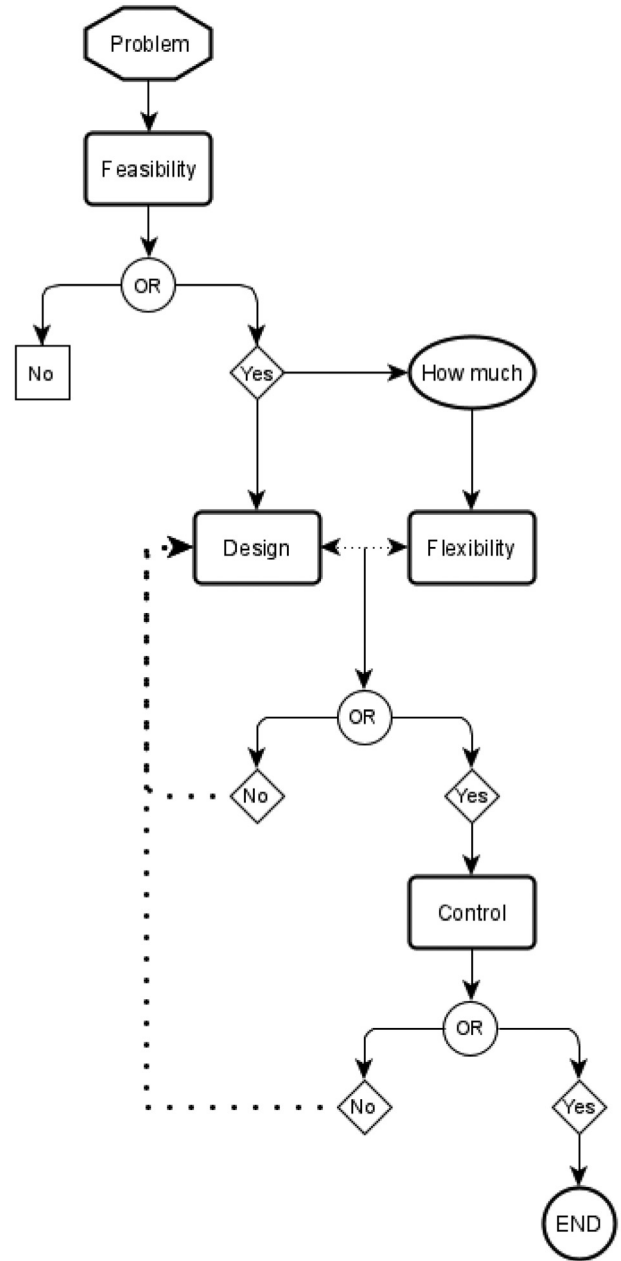 Problem
Feasibility
OR
No
Yes
How much
Design
Flexibility
OR
No
Yes
Control
OR
No
Yes
END